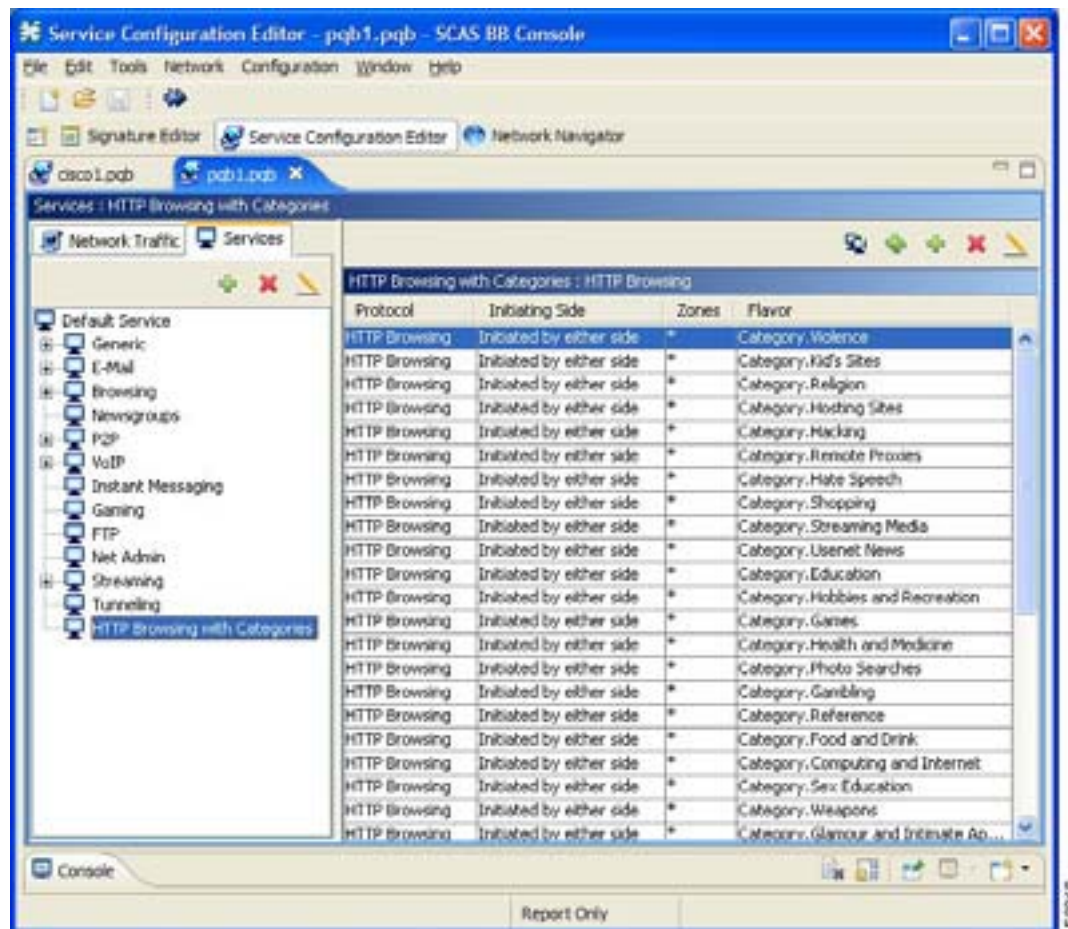 Service Configuration Editor - pqb1.pqb - SCAS BB Console
File Edit Tools Network Configuration Window Help
Signature Editor Service Configuration Editor Network Navigator
cisco1.pqb pqb1.pqb
Services : HTTP Browsing with Categories
Network Traffic Services
Default Service
Generic
E-Mail
Browsing
Newsgroups
P2P
VoIP
Instant Messaging
Gaming
FTP
Net Admin
Streaming
Tunneling
HTTP Browsing with Categories
HTTP Browsing with Categories : HTTP Browsing
Protocol Initiating Side Zones Flavor
HTTP Browsing Initiated by either side * Category.Violence
HTTP Browsing Initiated by either side * Category.Kid's Sites
HTTP Browsing Initiated by either side * Category.Religion
HTTP Browsing Initiated by either side * Category.Hosting Sites
HTTP Browsing Initiated by either side * Category.Hacking
HTTP Browsing Initiated by either side * Category.Remote Proxies
HTTP Browsing Initiated by either side * Category.Hate Speech
HTTP Browsing Initiated by either side * Category.Shopping
HTTP Browsing Initiated by either side * Category.Streaming Media
HTTP Browsing Initiated by either side * Category.Usenet News
HTTP Browsing Initiated by either side * Category.Education
HTTP Browsing Initiated by either side * Category.Hobbies and Recreation
HTTP Browsing Initiated by either side * Category.Games
HTTP Browsing Initiated by either side * Category.Health and Medicine
HTTP Browsing Initiated by either side * Category.Photo Searches
HTTP Browsing Initiated by either side * Category.Gambling
HTTP Browsing Initiated by either side * Category.Reference
HTTP Browsing Initiated by either side * Category.Food and Drink
HTTP Browsing Initiated by either side * Category.Computing and Internet
HTTP Browsing Initiated by either side * Category.Sex Education
HTTP Browsing Initiated by either side * Category.Weapons
HTTP Browsing Initiated by either side * Category.Glamour and Intimate Ap...
Console
Report Only